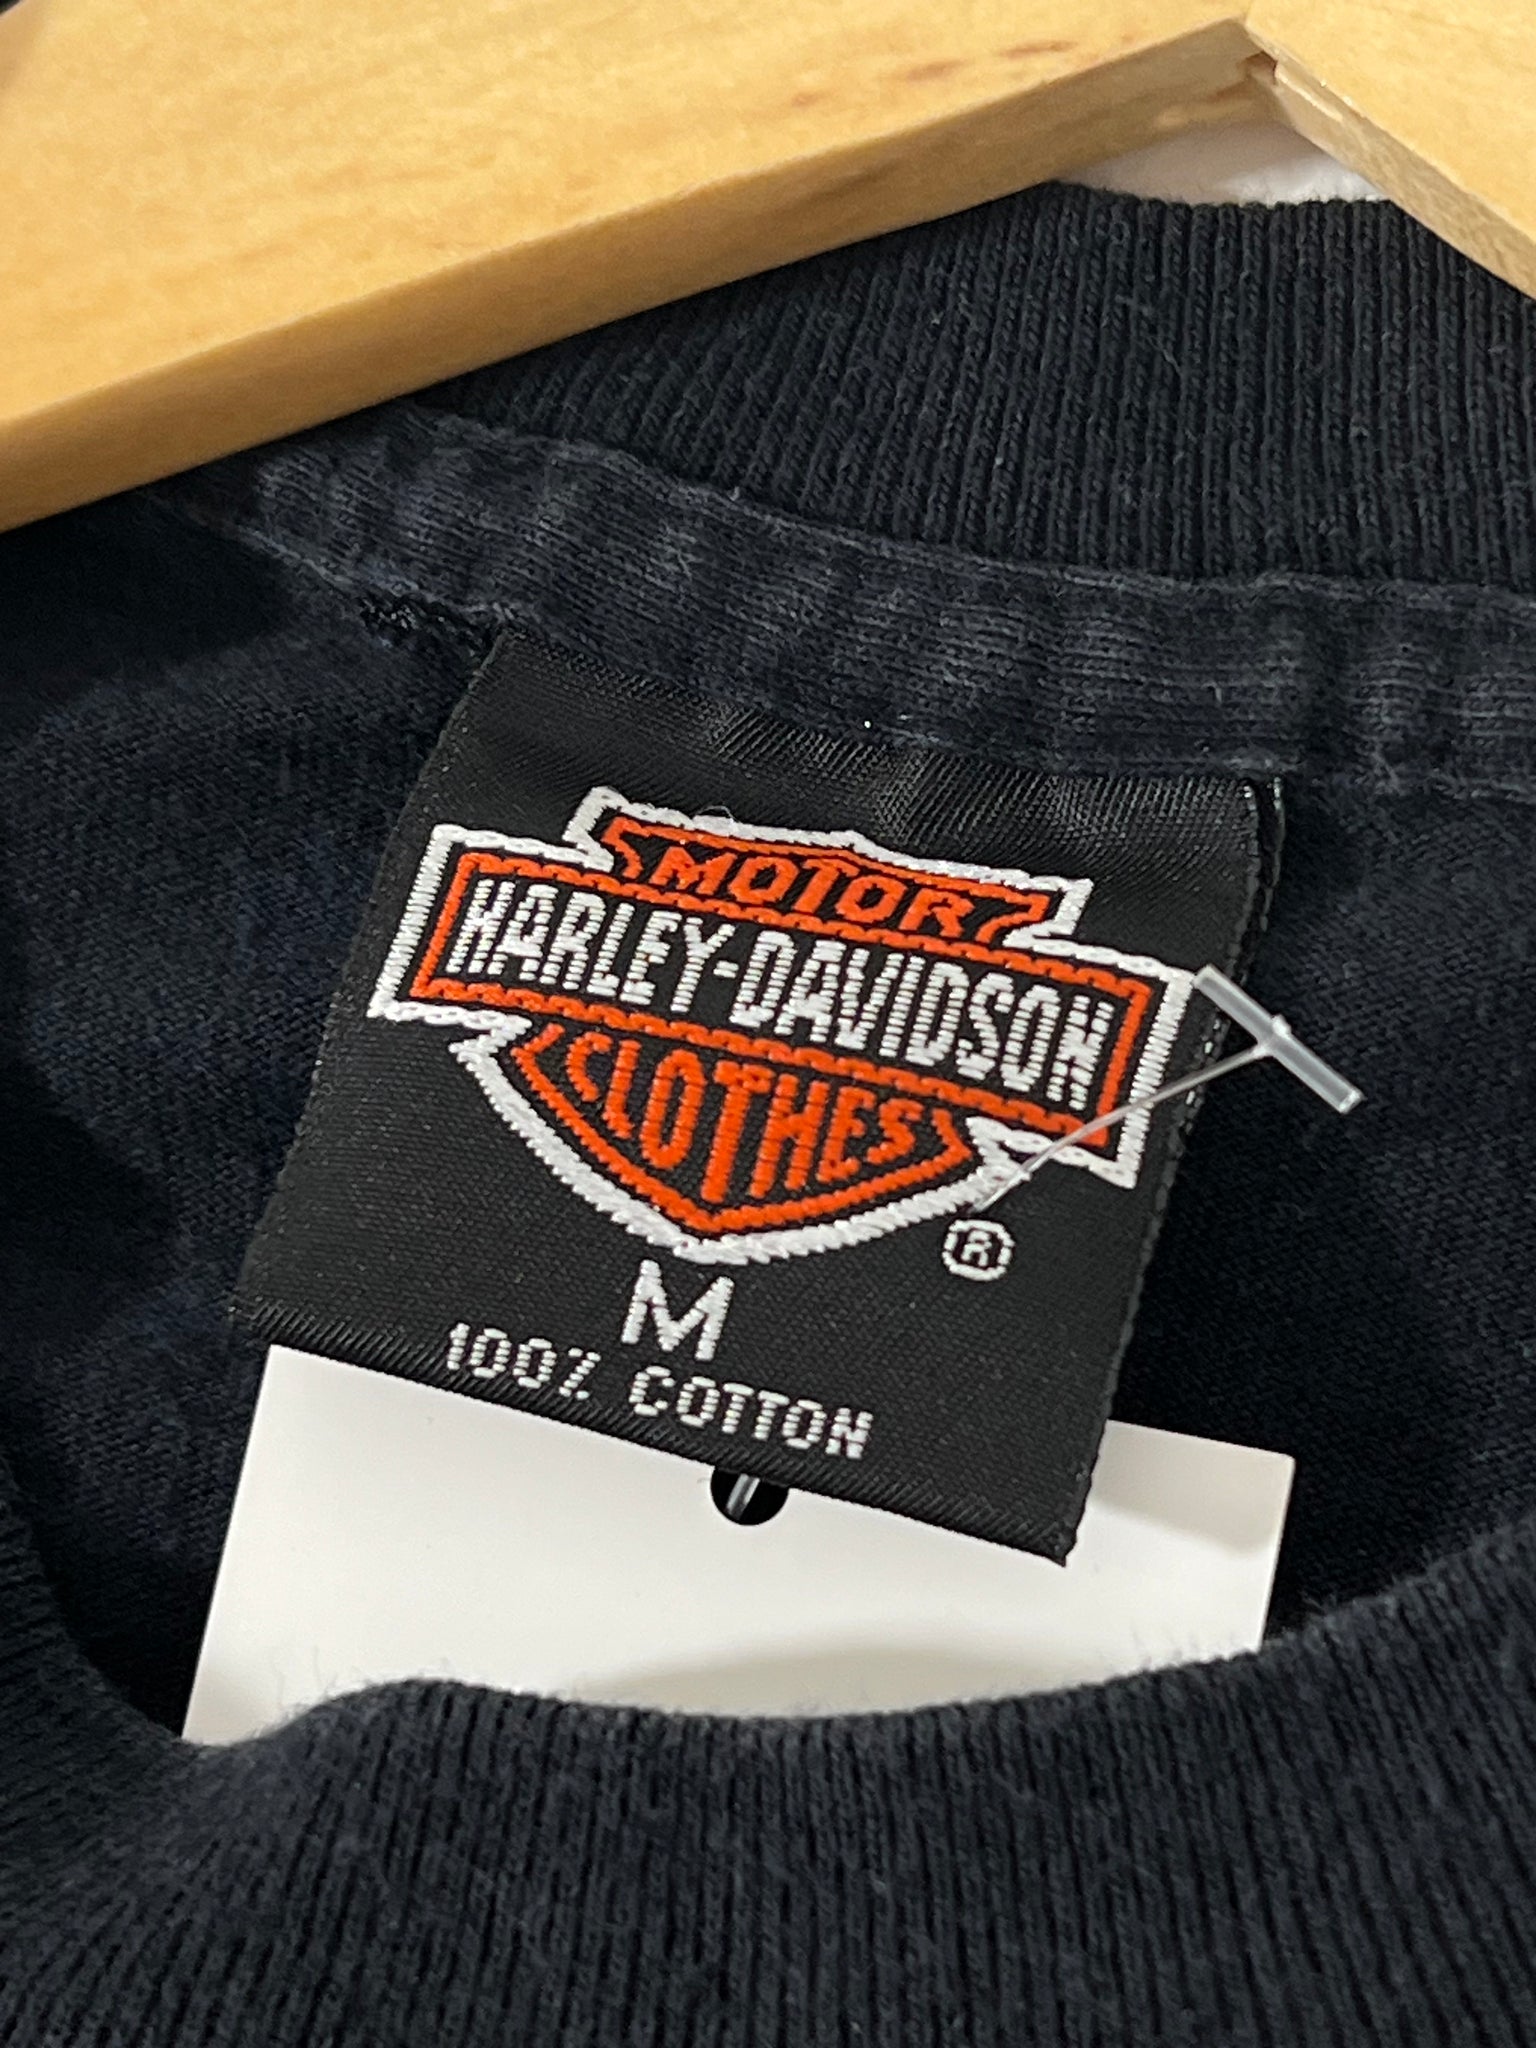 MOTOR
HARLEY-DAVIDSON
CLOTHES
®
M
100% COTTON